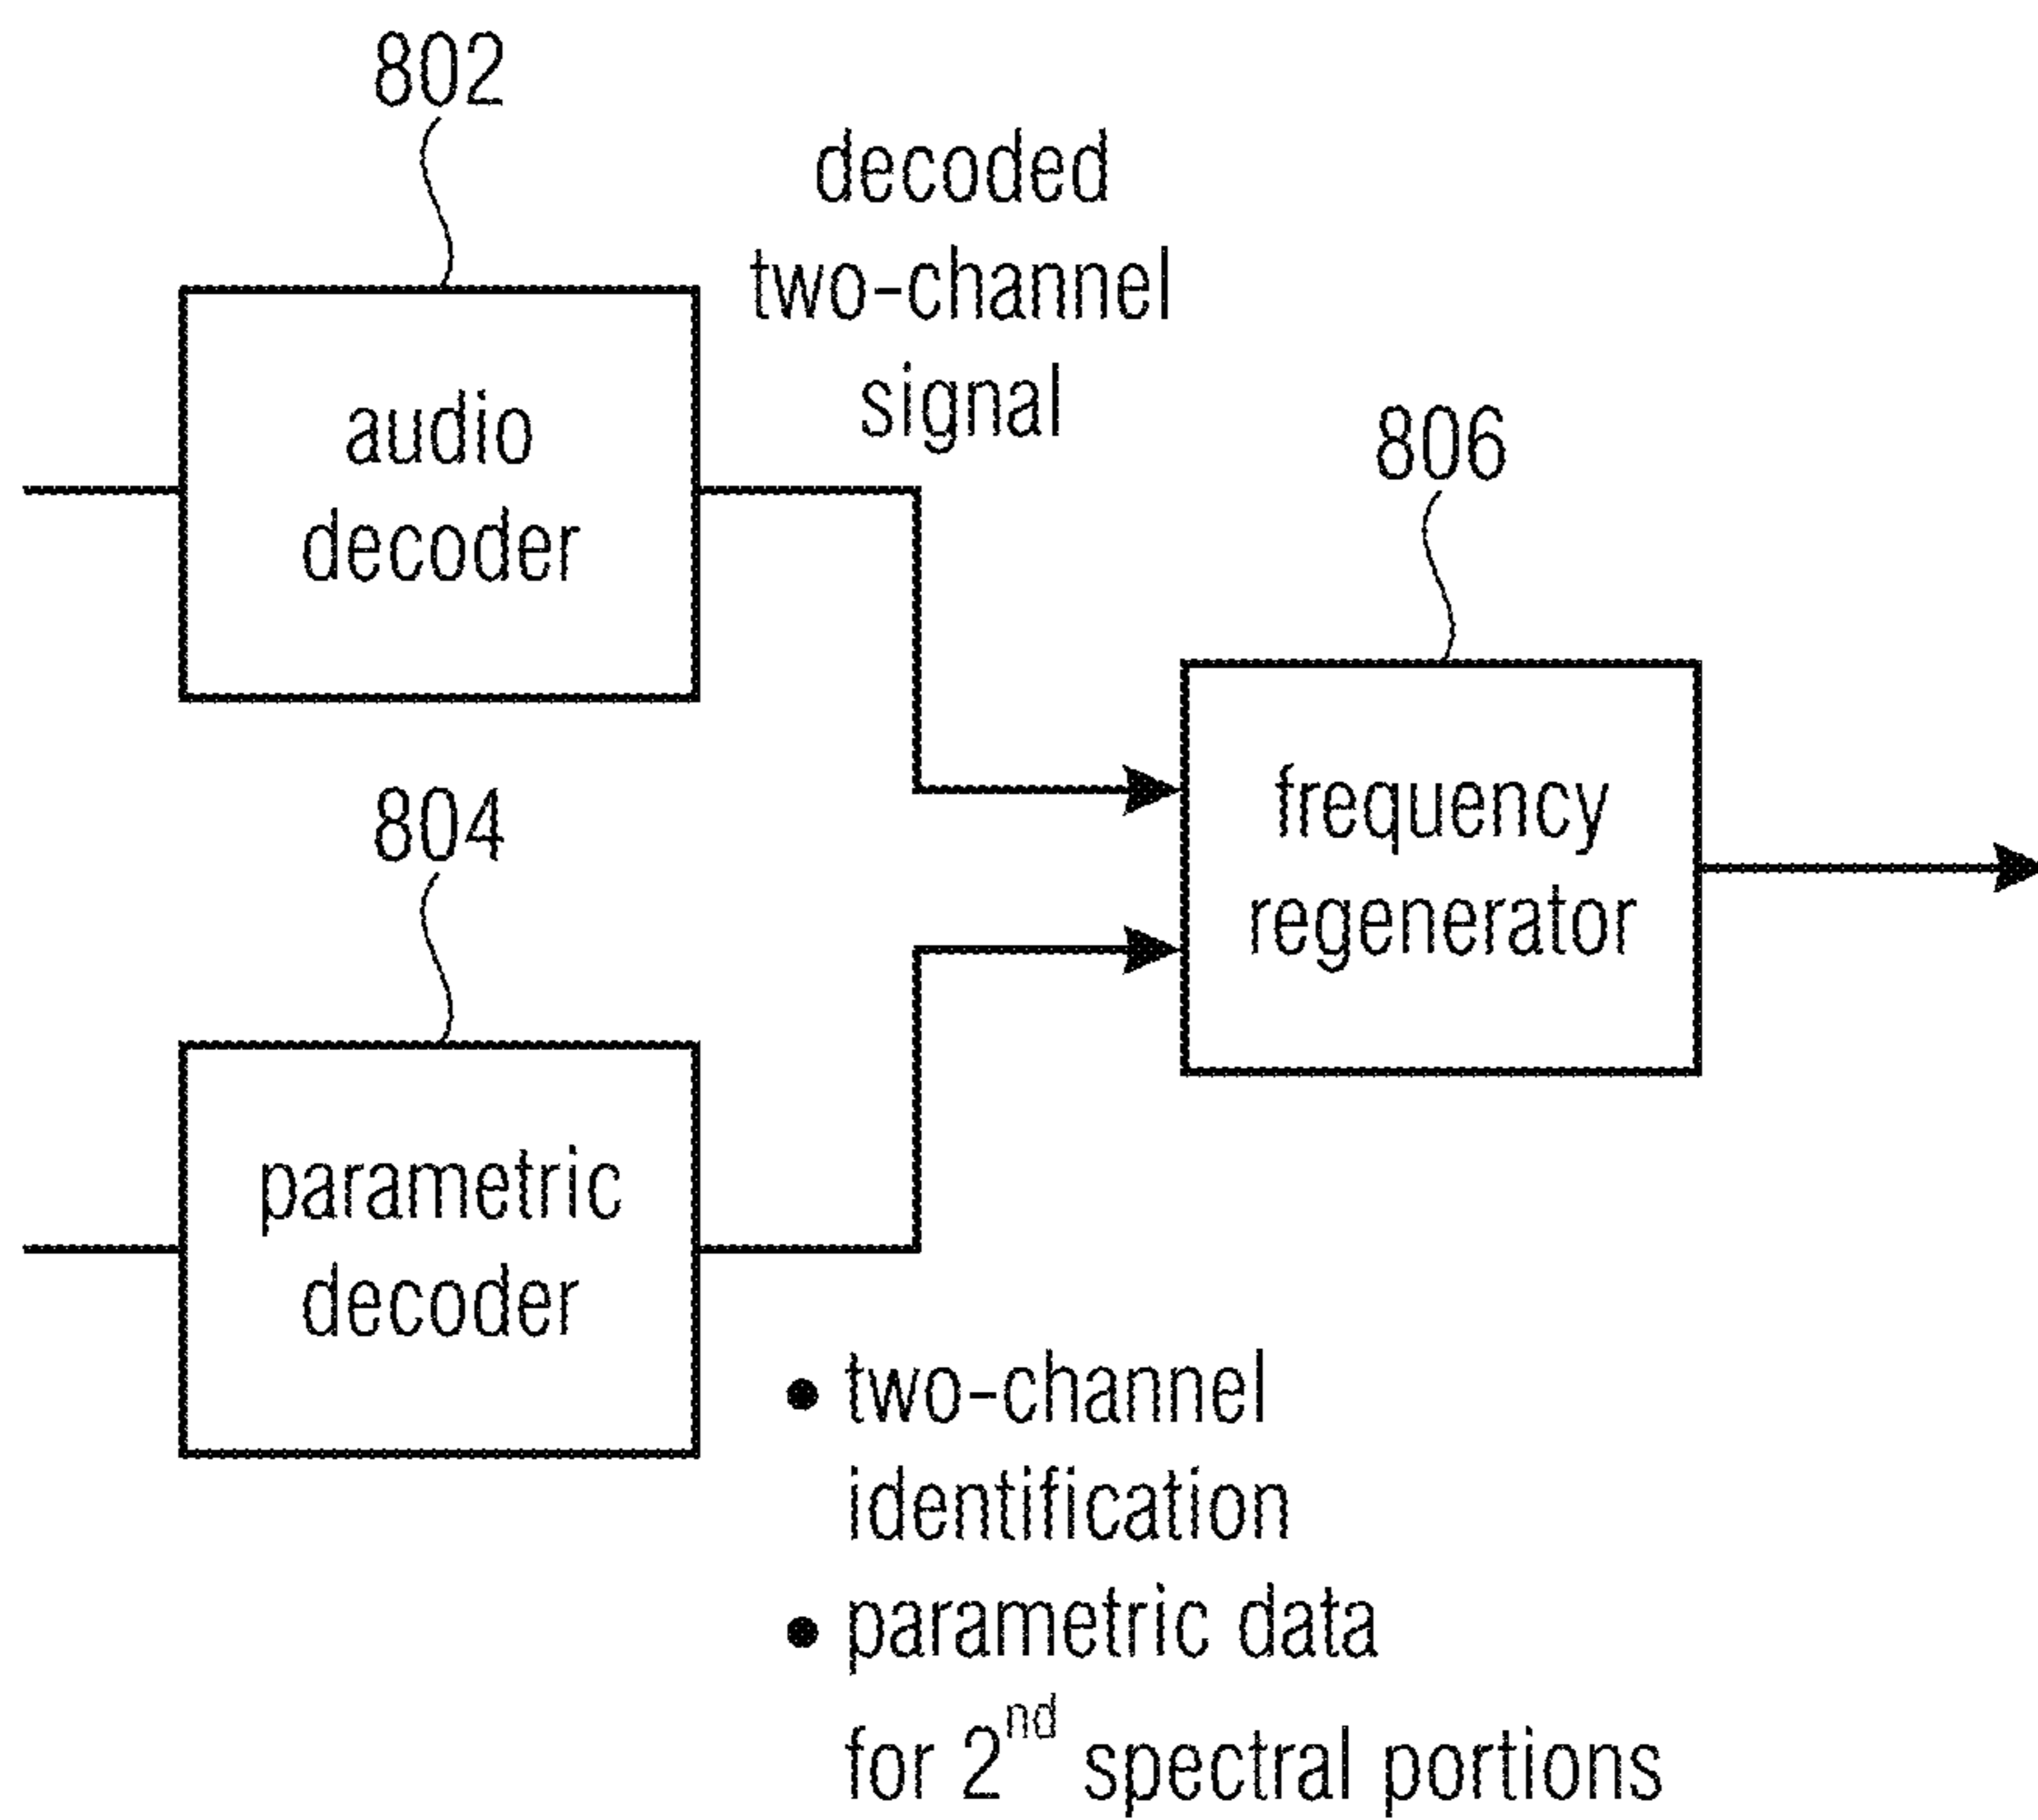 802
decoded
two-channel
signal
audio
decoder
806
frequency
regenerator
804
parametric
decoder
• two-channel
identification
• parametric data
for 2nd spectral portions